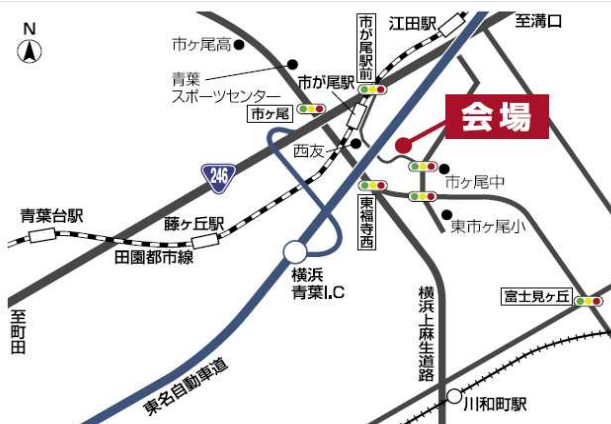 N
市ヶ尾高
青葉
スポーツセンター
市が尾駅
市が尾駅前
江田駅
至溝口
市ヶ尾
西友
会場
246
市ヶ尾中
東福寺西
東市ヶ尾小
青葉台駅
藤ヶ丘駅
田園都市線
横浜
青葉I.C
富士見ヶ丘
至町田
横浜上麻生道路
東名自動車道
川和町駅